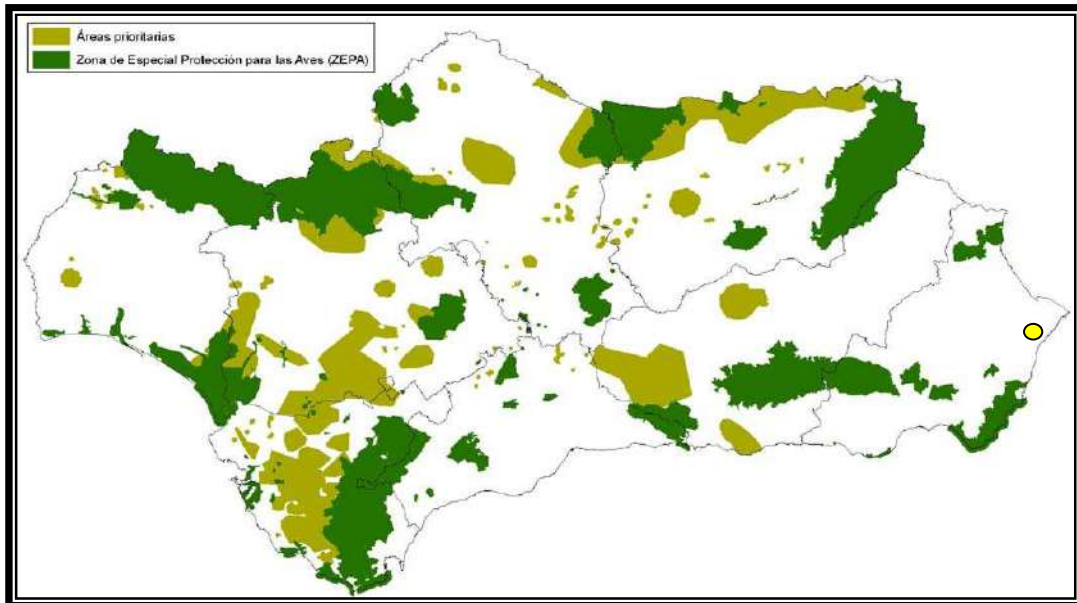 Áreas prioritarias
Zona de Especial Protección para las Aves (ZEPA)